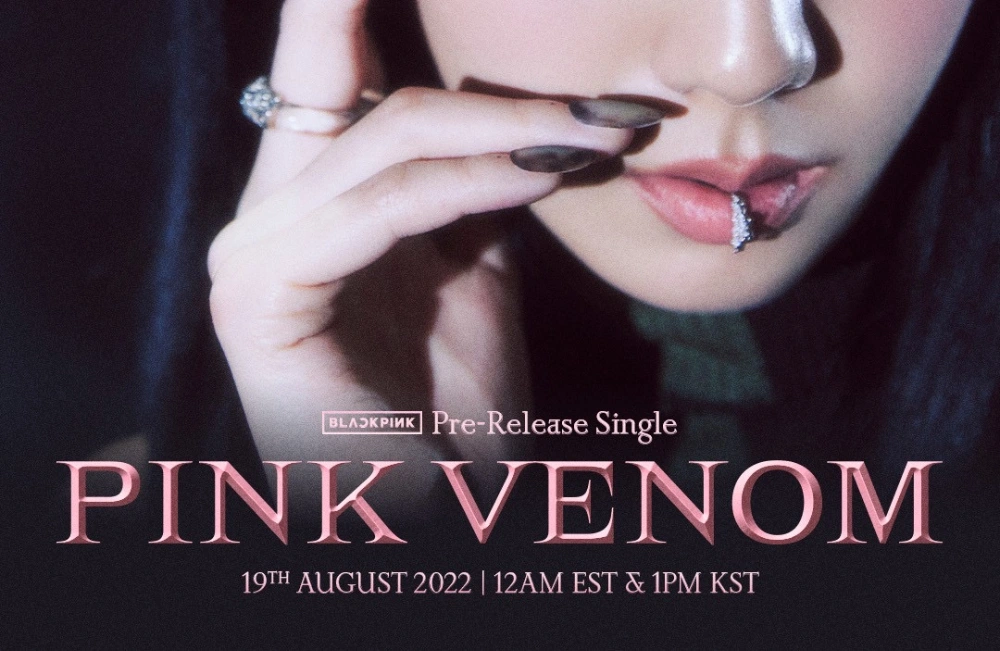 BLACKPINK Pre-Release Single
PINK VENOM
19TH AUGUST 2022 | 12AM EST & 1PM KST